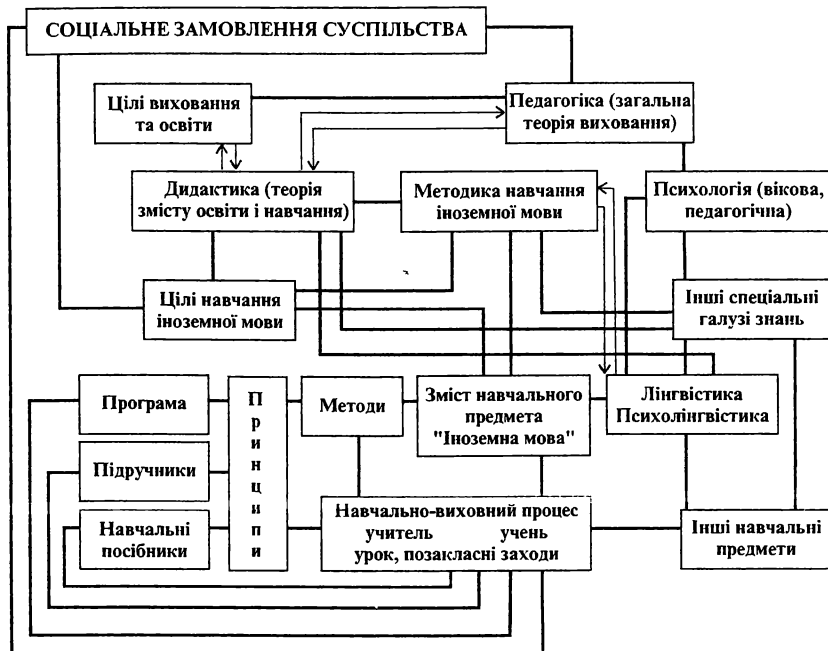 СОЦІАЛЬНЕ ЗАМОВЛЕННЯ СУСПІЛЬСТВА
Цілі виховання
та освіти
Педагогіка (загальна
теорія виховання)
Дидактика (теорія
змісту освіти і навчання)
Методика навчання
іноземної мови
Психологія (вікова,
педагогічна)
Цілі навчання
іноземної мови
Інші спеціальні
галузі знань
Програма
П
р
и
н
ц
и
п
и
Методи
Зміст навчального
предмета
"Іноземна мова"
Лінгвістика
Психолінгвістика
Підручники
Навчальні
посібники
Навчально-виховний процес
учитель учень
урок, позакласні заходи
Інші навчальні
предмети